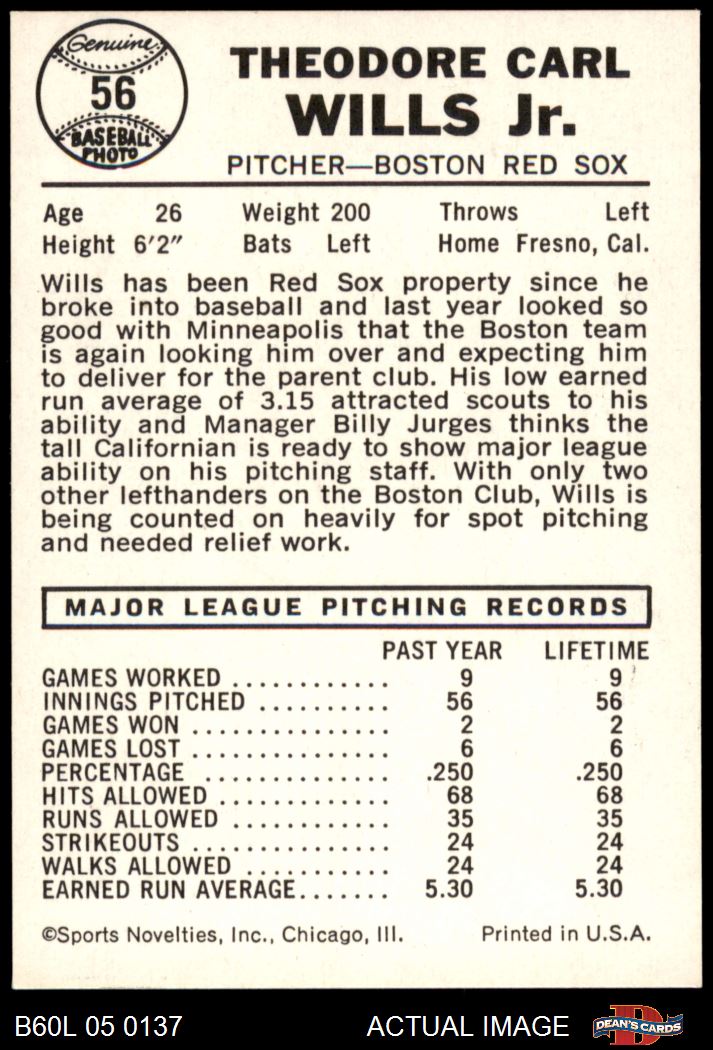 Genuine
56
BASEBALL
PHOTO
THEODORE CARL
WILLS Jr.
PITCHER—BOSTON RED SOX
Age 26 Weight 200 Throws Left
Height 6'2" Bats Left Home Fresno, Cal.
Wills has been Red Sox property since he
broke into baseball and last year looked so
good with Minneapolis that the Boston team
is again looking him over and expecting him
to deliver for the parent club. His low earned
run average of 3.15 attracted scouts to his
ability and Manager Billy Jurges thinks the
tall Californian is ready to show major league
ability on his pitching staff. With only two
other lefthanders on the Boston Club, Wills is
being counted on heavily for spot pitching
and needed relief work.
MAJOR LEAGUE PITCHING RECORDS
PAST YEAR LIFETIME
GAMES WORKED ............ 9 9
INNINGS PITCHED .......... 56 56
GAMES WON ............... 2 2
GAMES LOST ............... 6 6
PERCENTAGE .............. .250 .250
HITS ALLOWED ............. 68 68
RUNS ALLOWED ............ 35 35
STRIKEOUTS ............... 24 24
WALKS ALLOWED ........... 24 24
EARNED RUN AVERAGE....... 5.30 5.30
©Sports Novelties, Inc., Chicago, Ill. Printed in U.S.A.
B60L 05 0137 ACTUAL IMAGE D DEAN'S CARDS